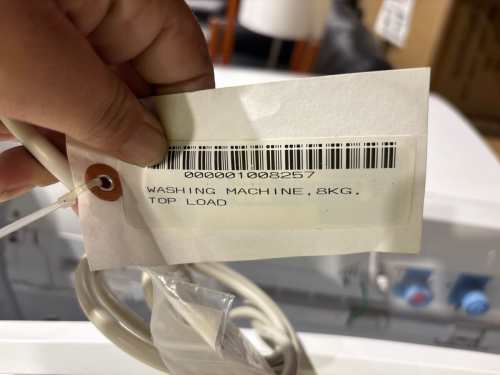 000001008257
WASHING MACHINE,8KG.
TOP LOAD